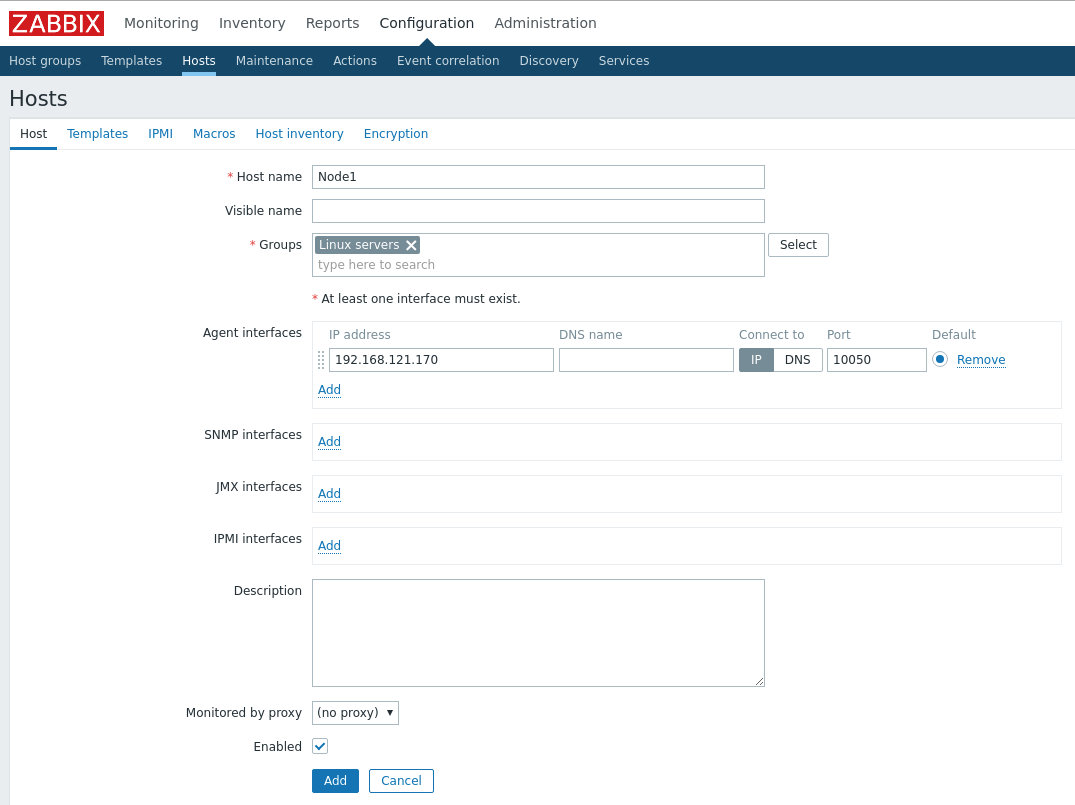 ZABBIX Monitoring Inventory Reports Configuration Administration
Host groups Templates Hosts Maintenance Actions Event correlation Discovery Services
Hosts
Host Templates IPMI Macros Host inventory Encryption
* Host name Node1
Visible name
* Groups Linux servers Select
type here to search
* At least one interface must exist.
Agent interfaces IP address DNS name Connect to Port Default
192.168.121.170 IP DNS 10050 Remove
Add
SNMP interfaces Add
JMX interfaces Add
IPMI interfaces Add
Description
Monitored by proxy (no proxy)
Enabled
Add Cancel